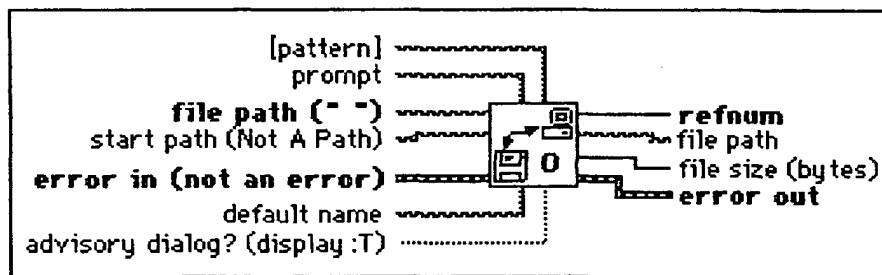 [pattern]
prompt
file path (" ")
start path (Not A Path)
error in (not an error)
default name
advisory dialog? (display :T)
0
refnum
file path
file size (bytes)
error out